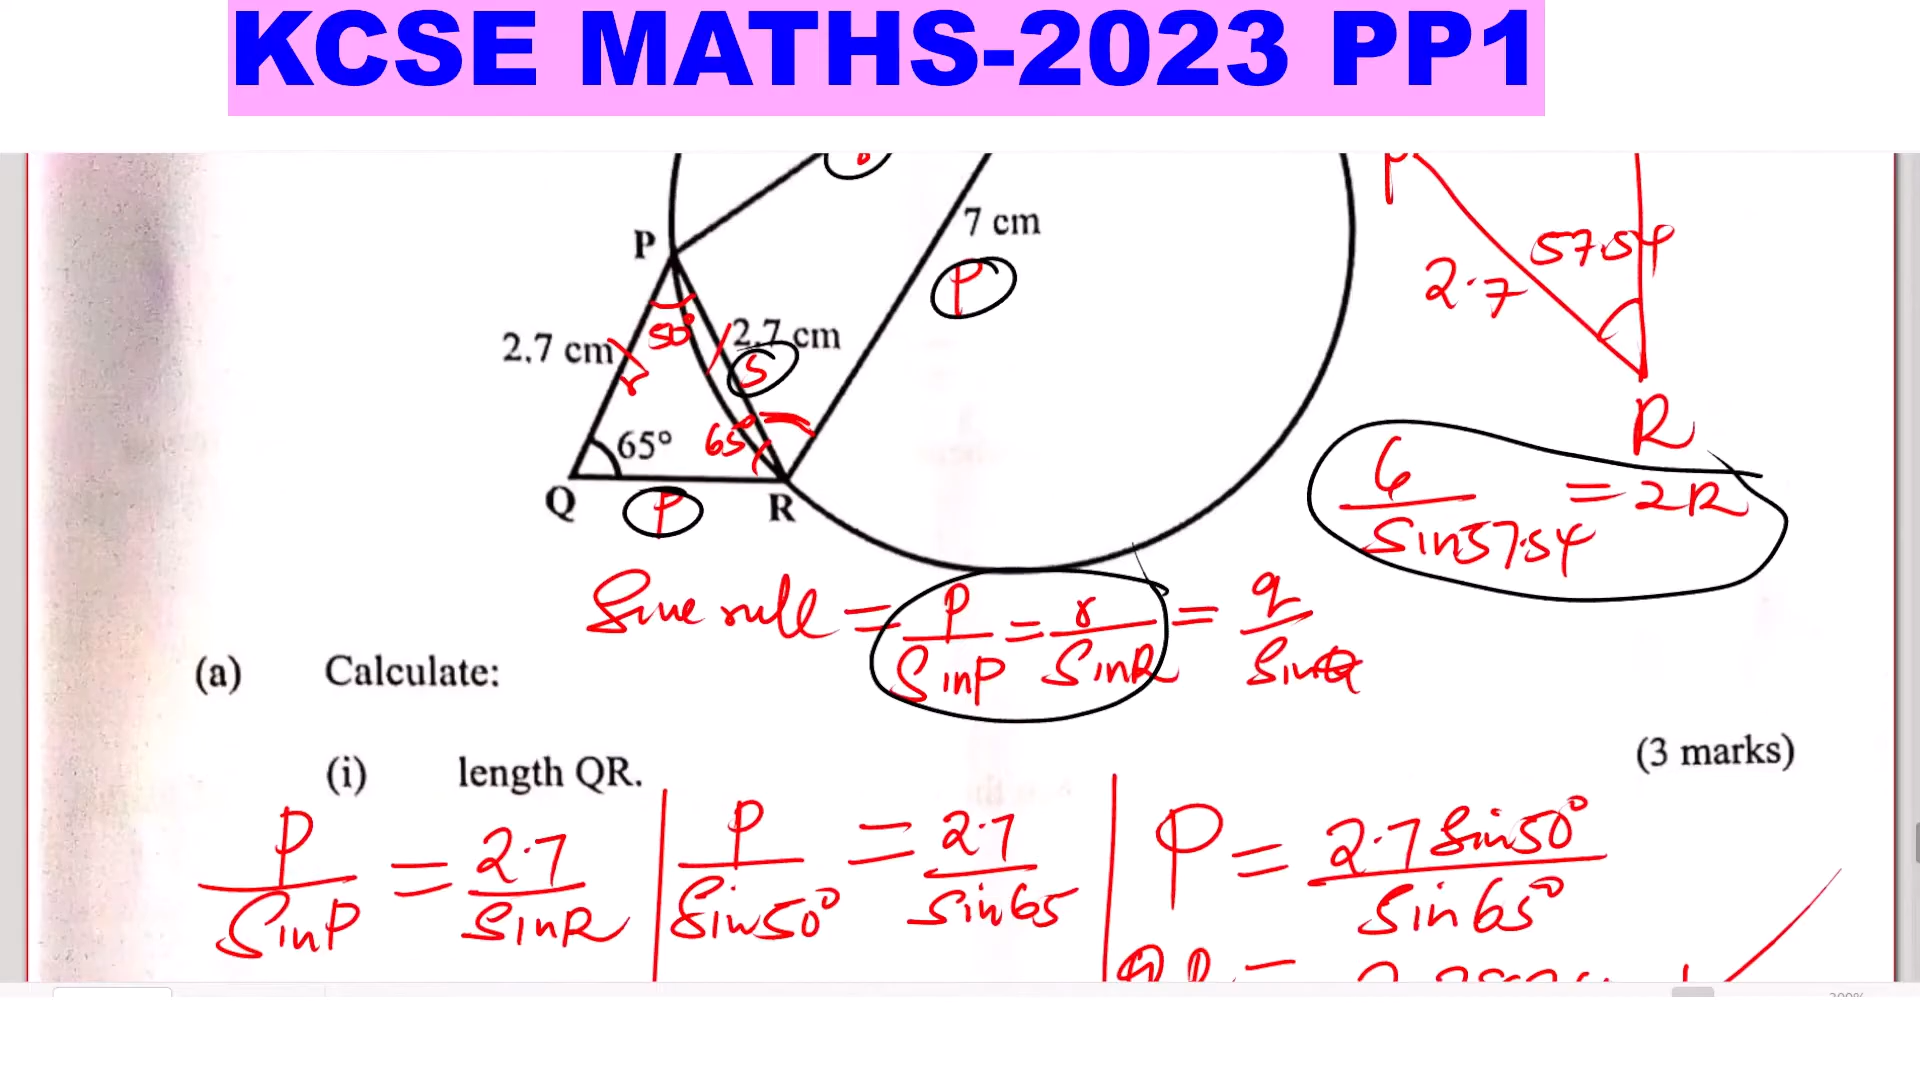 KCSE MATHS-2023 PP1
P
7 cm
P
57.54
2.7
P
2.7 cm
50°
2.7 cm
r
S
65°
65°
Q
P
R
R
6 / Sin57.54 = 2R
Sine rule = P / SinP = r / SinR = q / SinQ
(a) Calculate:
(i) length QR. (3 marks)
P / SinP = 2.7 / SinR
P / Sin50° = 2.7 / Sin65
P = 2.7 Sin50° / Sin65°